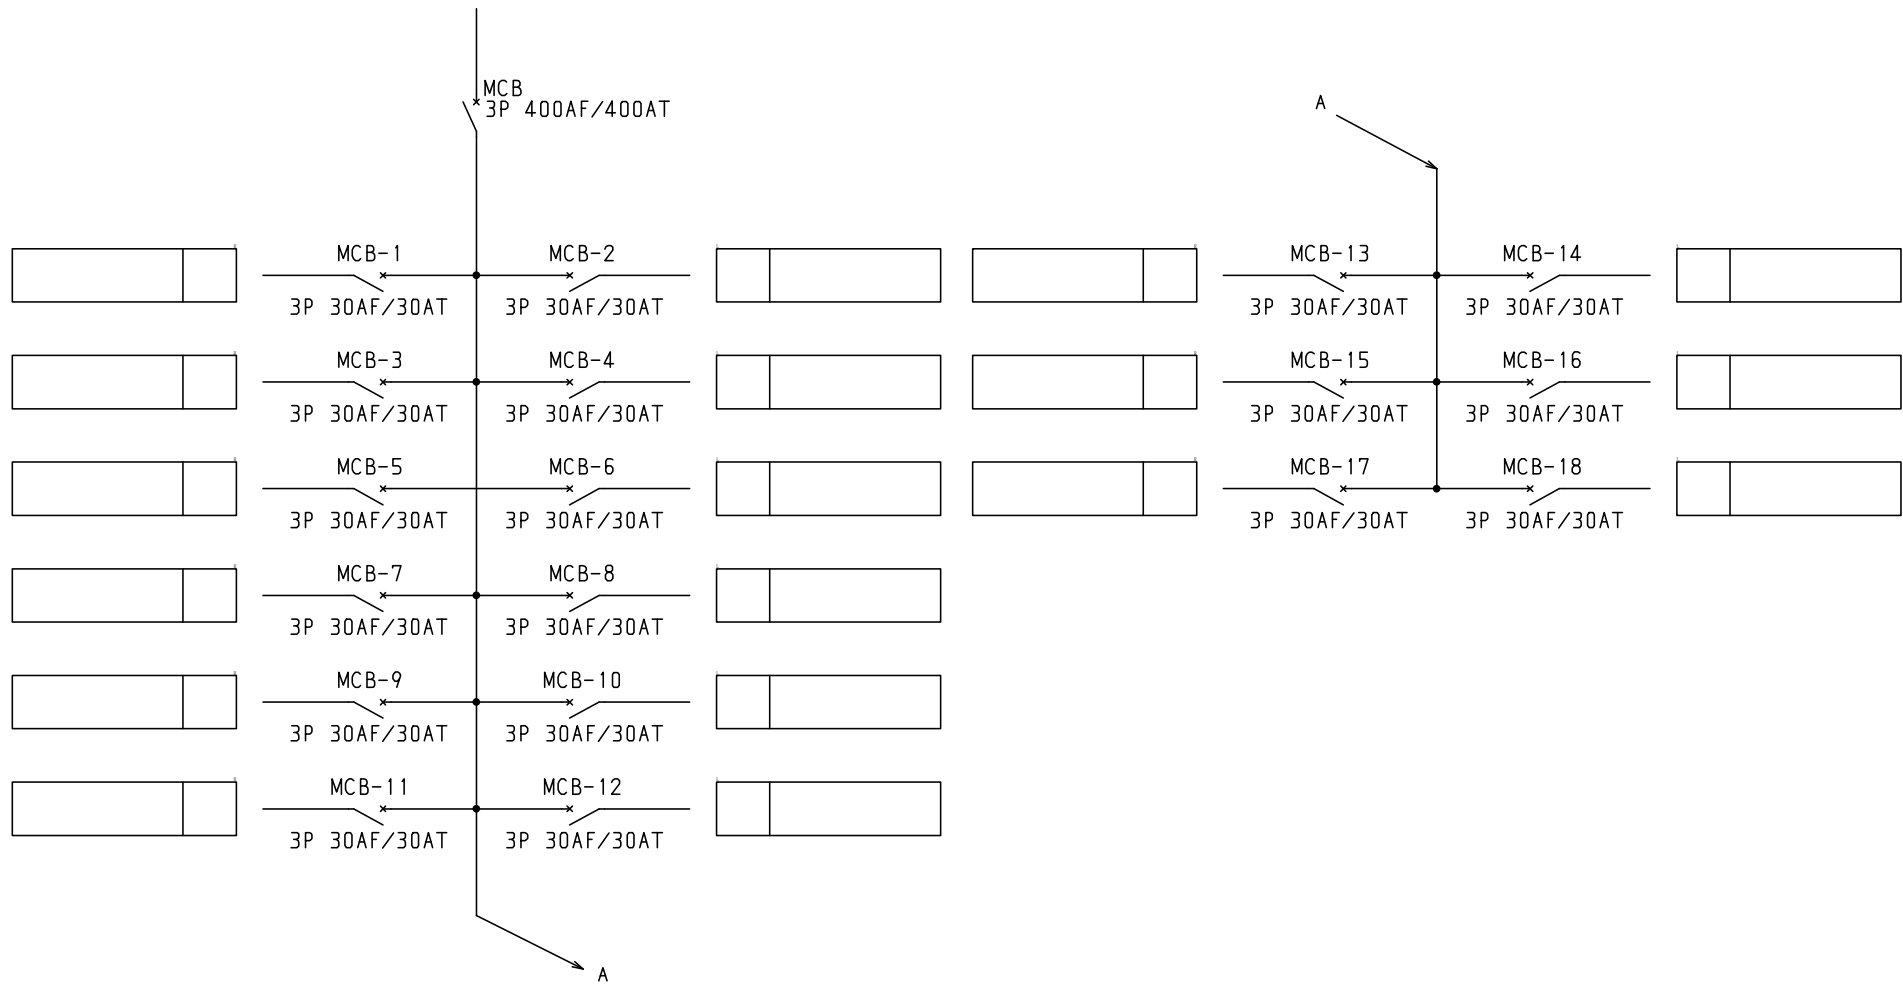 MCB
3P 400AF/400AT
A
MCB-1 MCB-2 MCB-13 MCB-14
3P 30AF/30AT 3P 30AF/30AT 3P 30AF/30AT 3P 30AF/30AT
MCB-3 MCB-4 MCB-15 MCB-16
3P 30AF/30AT 3P 30AF/30AT 3P 30AF/30AT 3P 30AF/30AT
MCB-5 MCB-6 MCB-17 MCB-18
3P 30AF/30AT 3P 30AF/30AT 3P 30AF/30AT 3P 30AF/30AT
MCB-7 MCB-8
3P 30AF/30AT 3P 30AF/30AT
MCB-9 MCB-10
3P 30AF/30AT 3P 30AF/30AT
MCB-11 MCB-12
3P 30AF/30AT 3P 30AF/30AT
A